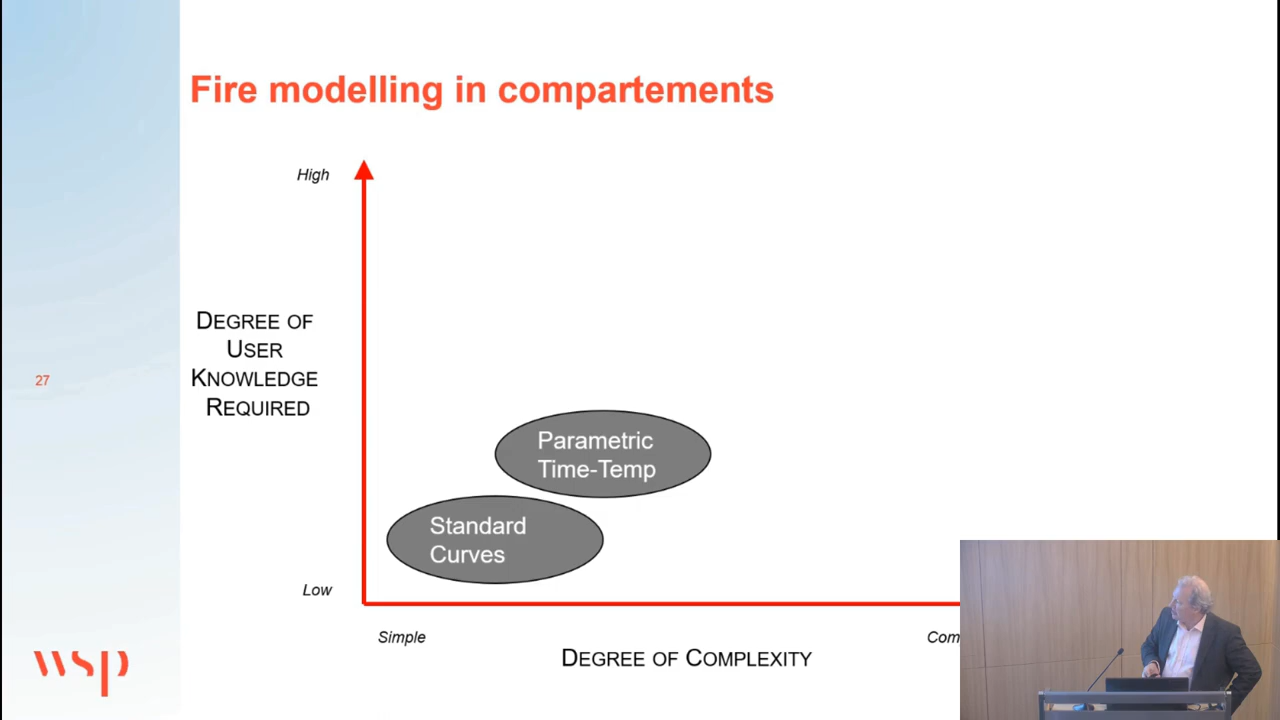 Fire modelling in compartements
High
DEGREE OF
USER
KNOWLEDGE
REQUIRED
27
Parametric
Time-Temp
Standard
Curves
Low
Simple
Com
DEGREE OF COMPLEXITY
wsp